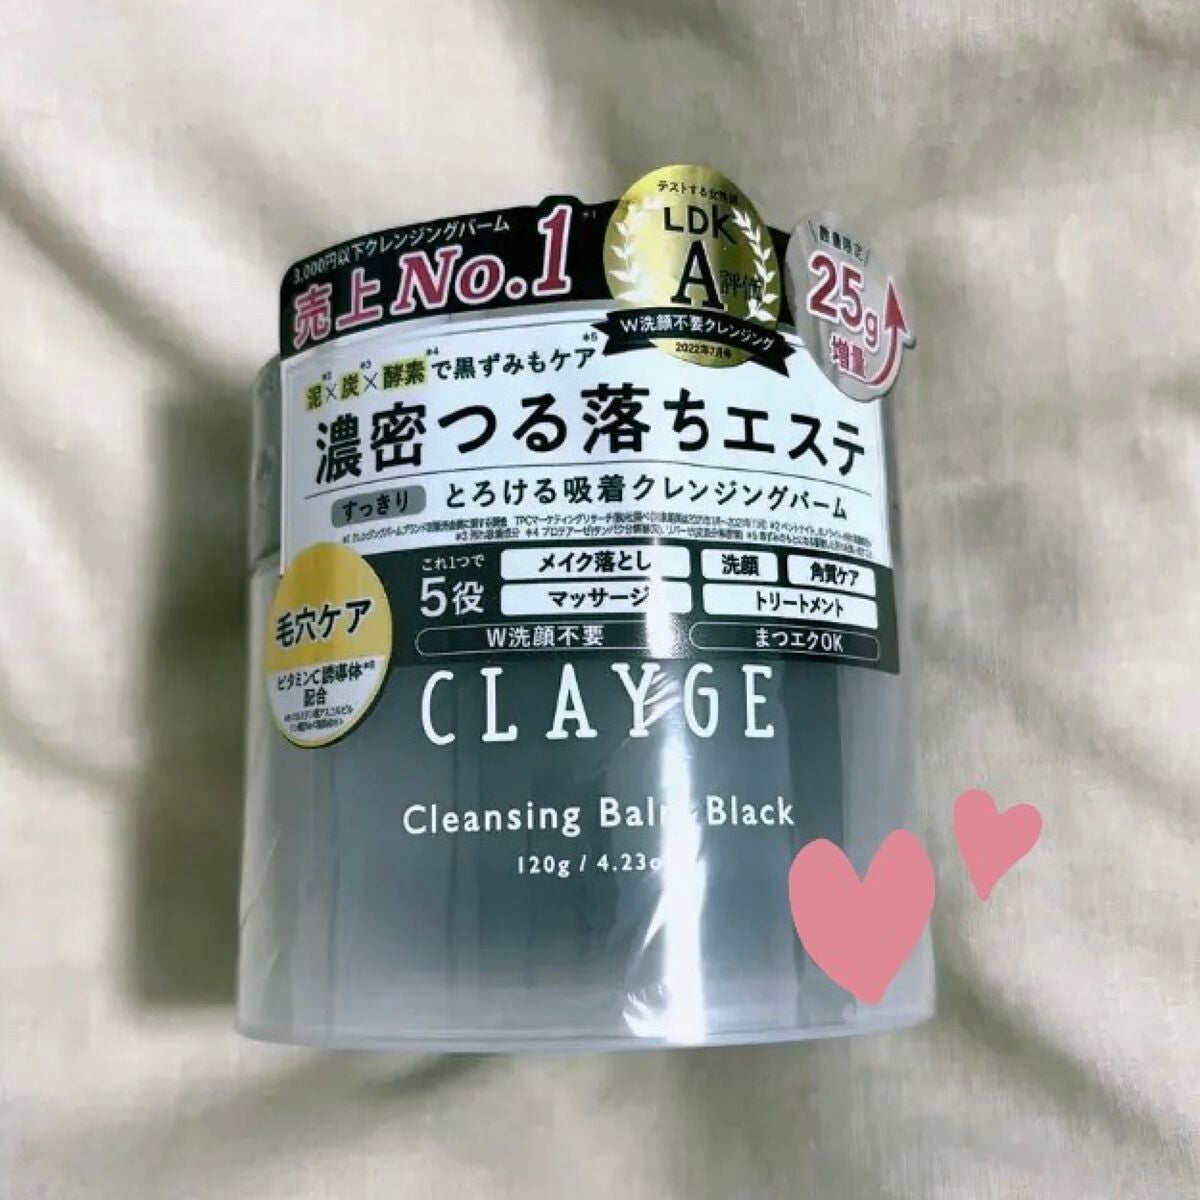 3,000円以下クレンジングバーム
売上No.1
*1
テストする女性誌
LDK
A評価
W洗顔不要クレンジング
2022年7月号
数量限定
25g
増量
泥*2×炭*3×酵素*4で黒ずみもケア*5
濃密つる落ちエステ
すっきり とろける吸着クレンジングバーム
これ1つで
5役
メイク落とし
洗顔
角質ケア
マッサージ
トリートメント
W洗顔不要
まつエクOK
毛穴ケア
ビタミンC誘導体*6
配合
CLAYGE
Cleansing Balm Black
120g / 4.23o